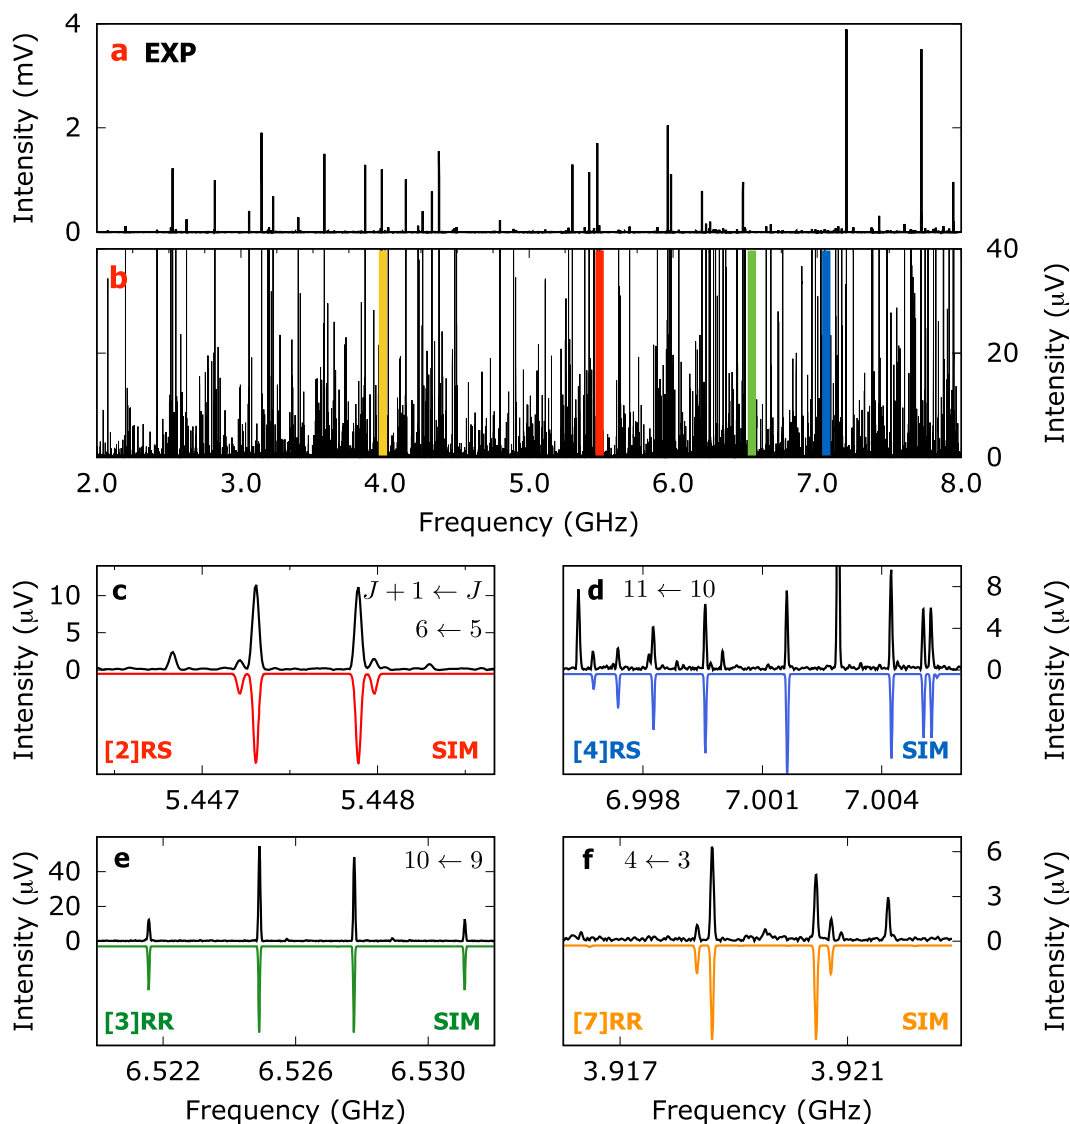 a EXP
Intensity (mV)
4
2
0
b
Intensity (µV)
40
20
0
2.0 3.0 4.0 5.0 6.0 7.0 8.0
Frequency (GHz)
c J + 1 ← J
6 ← 5
Intensity (µV)
10
5
0
[2]RS SIM
5.447 5.448
d 11 ← 10
Intensity (µV)
8
4
0
[4]RS SIM
6.998 7.001 7.004
e 10 ← 9
Intensity (µV)
40
20
0
[3]RR SIM
6.522 6.526 6.530
Frequency (GHz)
f 4 ← 3
Intensity (µV)
6
3
0
[7]RR SIM
3.917 3.921
Frequency (GHz)